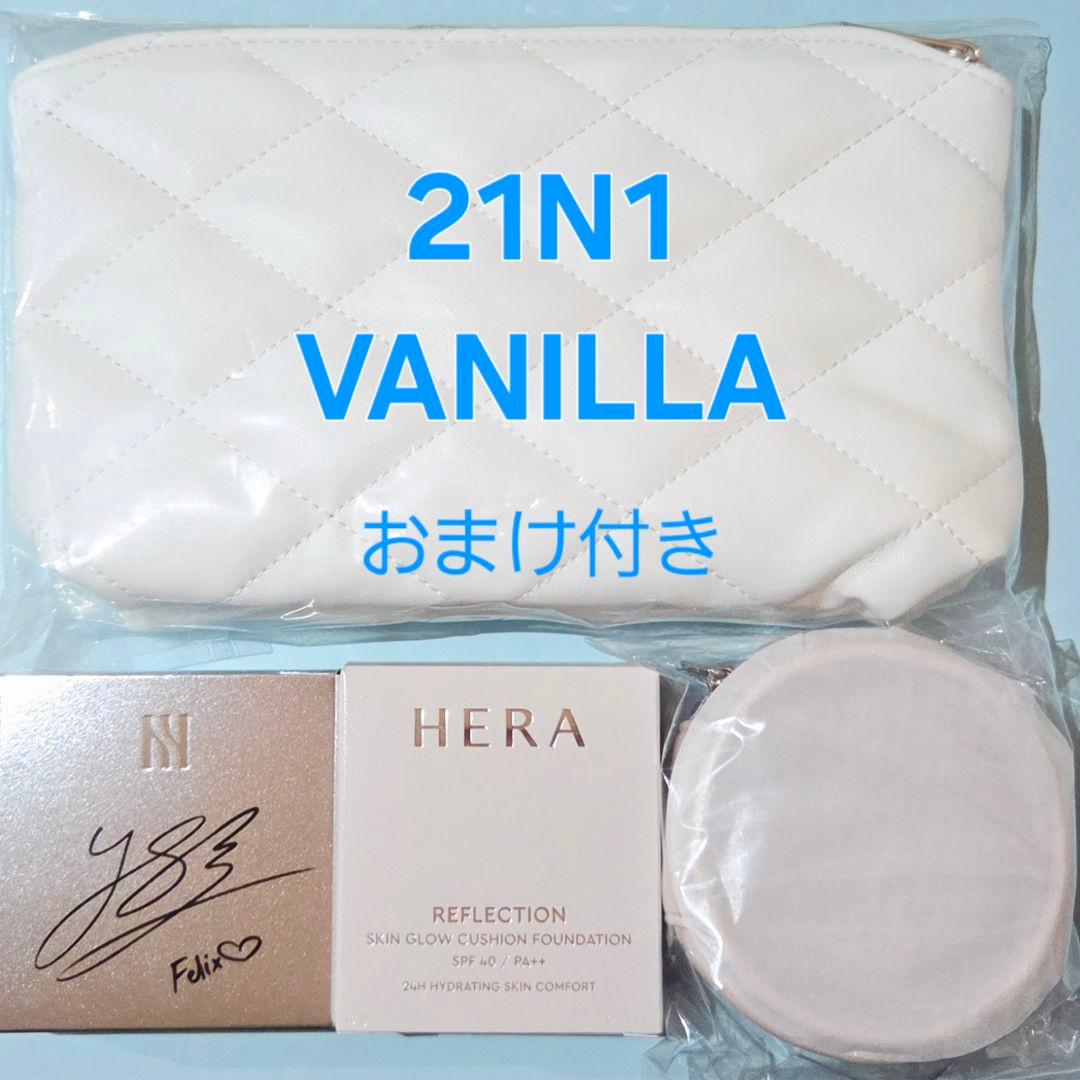 21N1
VANILLA
おまけ付き
Felix♡
HERA
REFLECTION
SKIN GLOW CUSHION FOUNDATION
SPF 40 / PA++
24H HYDRATING SKIN COMFORT